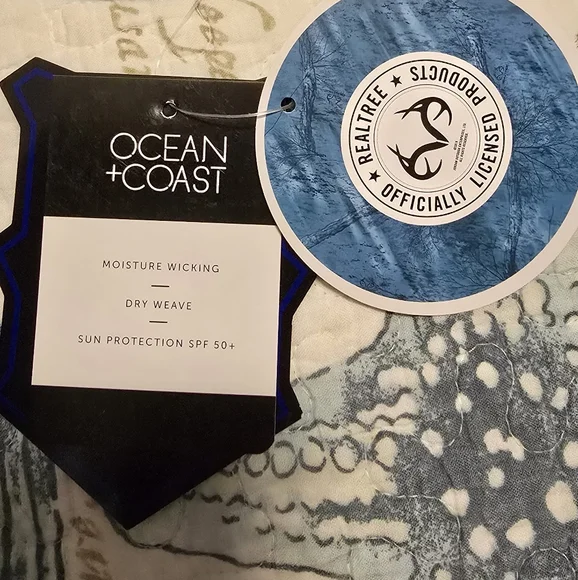 OCEAN
+COAST
MOISTURE WICKING
DRY WEAVE
SUN PROTECTION SPF 50+
REALTREE ★ OFFICIALLY LICENSED PRODUCTS ★